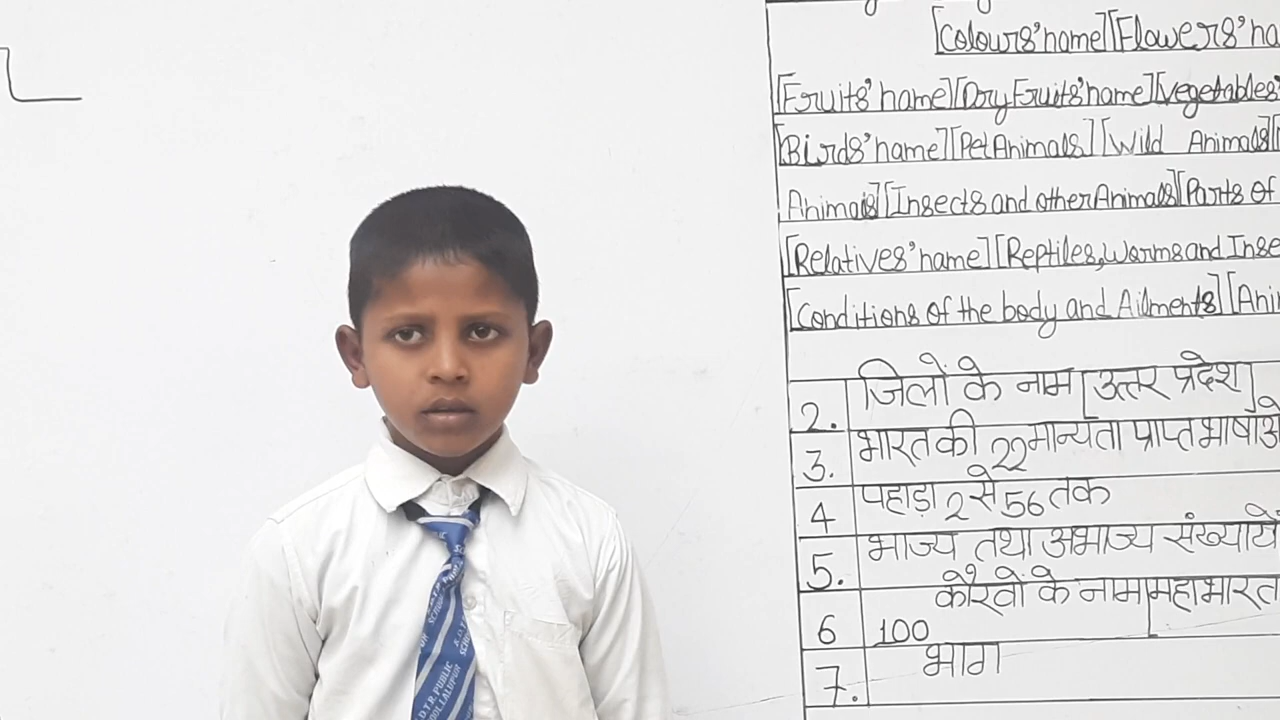 [Colours' name][Flowers' na
[Fruits' name][Dry Fruits' name][Vegetables'
[Birds' name][Pet Animals][Wild Animals][
Animals][Insects and other Animals][Parts of
[Relatives' name][Reptiles, Worms and Inse
[Conditions of the body and Ailments][Ani
2. जिलों के नाम [उत्तर प्रदेश]
3. भारत की 22 मान्यता प्राप्त भाषाओ
4 पहाड़ा 2 से 56 तक
5. भाज्य तथा अभाज्य संख्यायें
6 100 कौरवों के नाम [महाभारत
7. भाग
D.T.R. PUBLIC